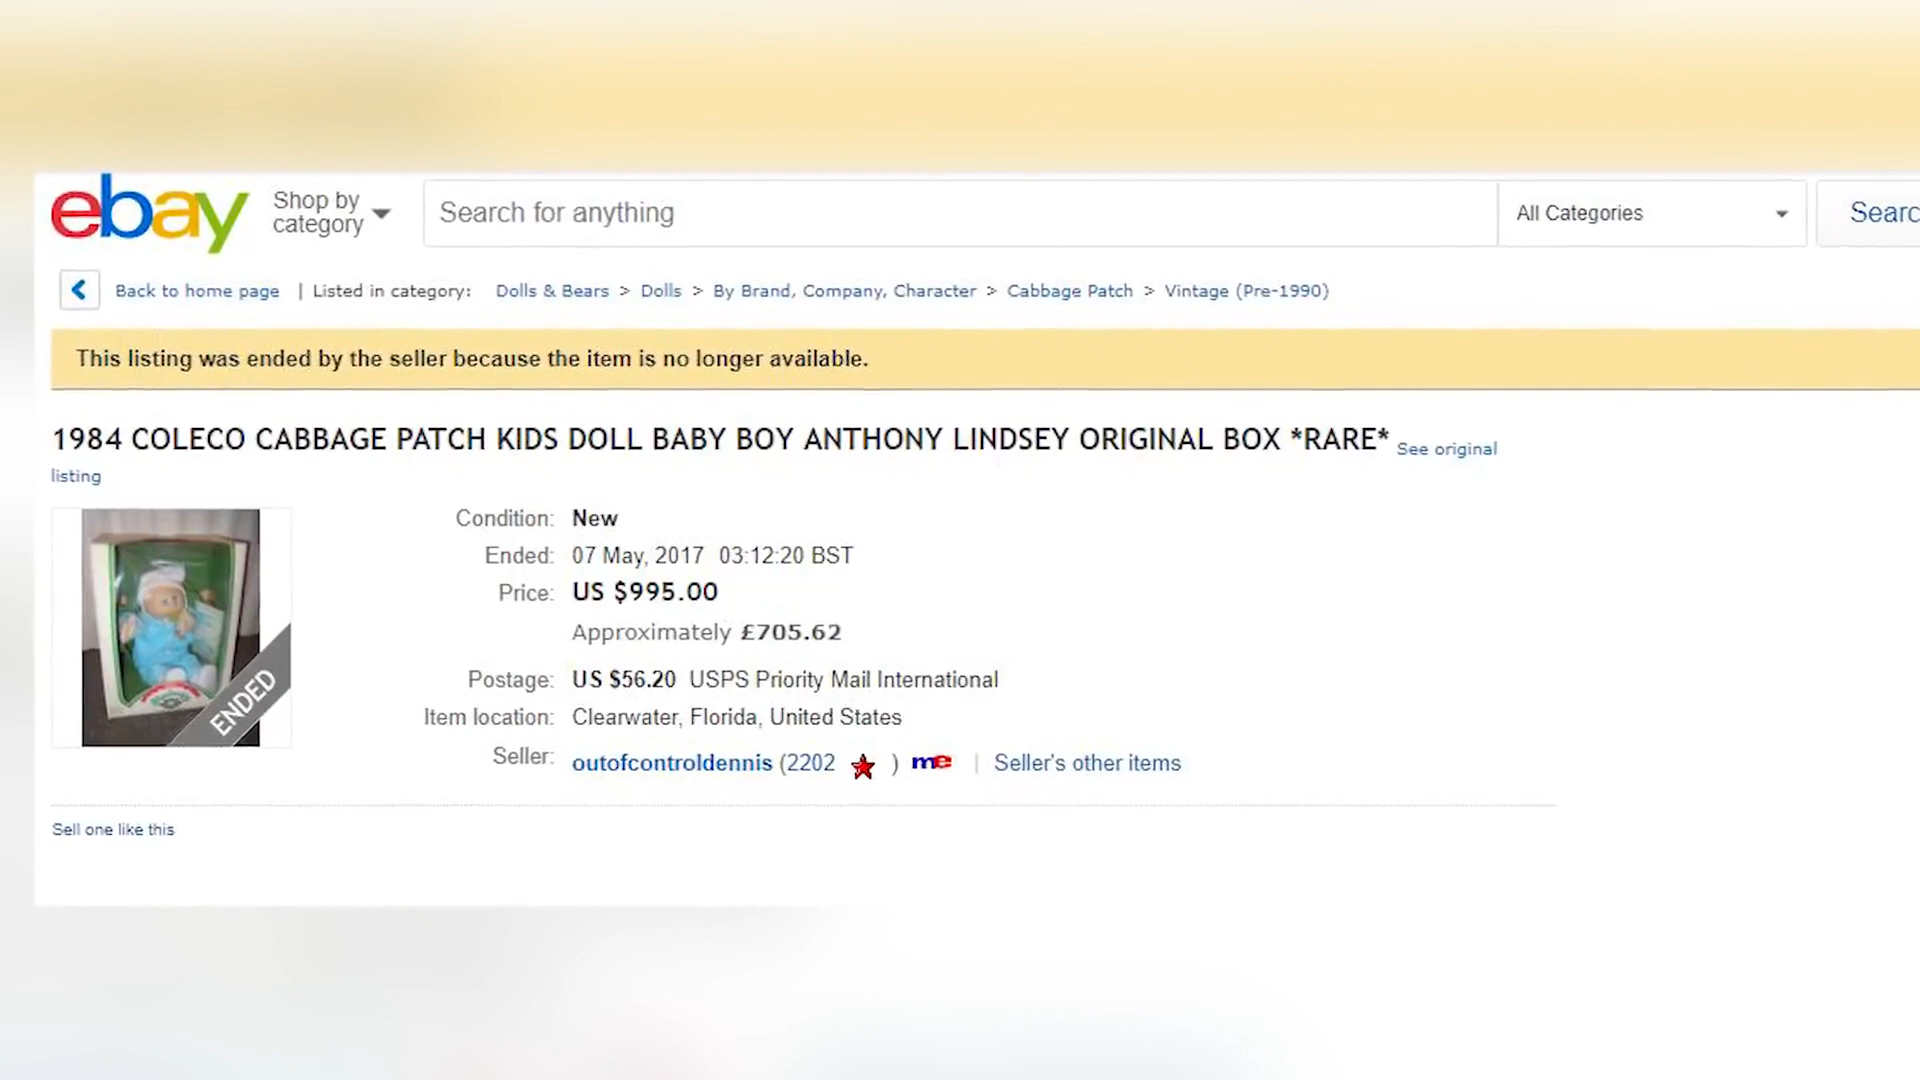 ebay
Shop by
category
Search for anything
All Categories
Searc
Back to home page | Listed in category: Dolls & Bears > Dolls > By Brand, Company, Character > Cabbage Patch > Vintage (Pre-1990)
This listing was ended by the seller because the item is no longer available.
1984 COLECO CABBAGE PATCH KIDS DOLL BABY BOY ANTHONY LINDSEY ORIGINAL BOX *RARE* See original
listing
ENDED
Condition: New
Ended: 07 May, 2017 03:12:20 BST
Price: US $995.00
Approximately £705.62
Postage: US $56.20 USPS Priority Mail International
Item location: Clearwater, Florida, United States
Seller: outofcontroldennis (2202 ) me | Seller's other items
Sell one like this